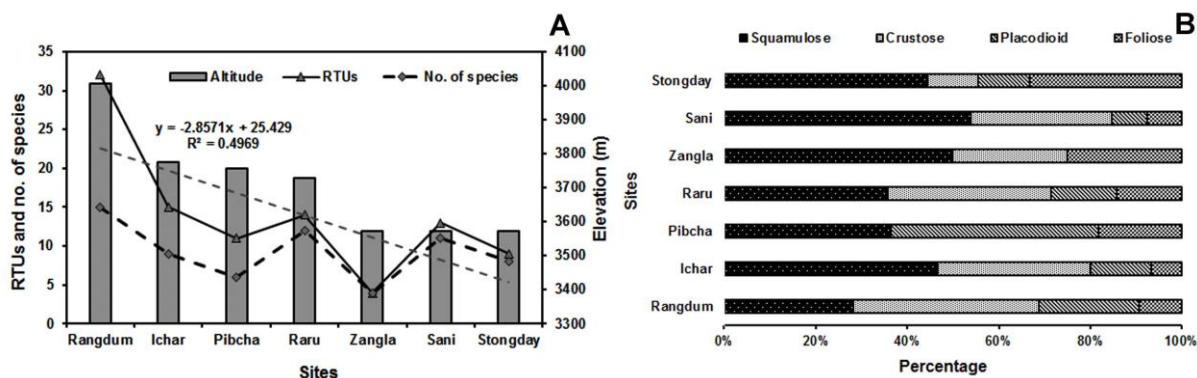 A
35
30
25
20
15
10
5
0
RTUs and no. of species
Altitude RTUs No. of species
y = -2.8571x + 25.429
R² = 0.4969
4100
4000
3900
3800
3700
3600
3500
3400
3300
Elevation (m)
Rangdum Ichar Pibcha Raru Zangla Sani Stongday
Sites
B
Squamulose Crustose Placodioid Foliose
Stongday
Sani
Zangla
Raru
Pibcha
Ichar
Rangdum
Sites
0% 20% 40% 60% 80% 100%
Percentage